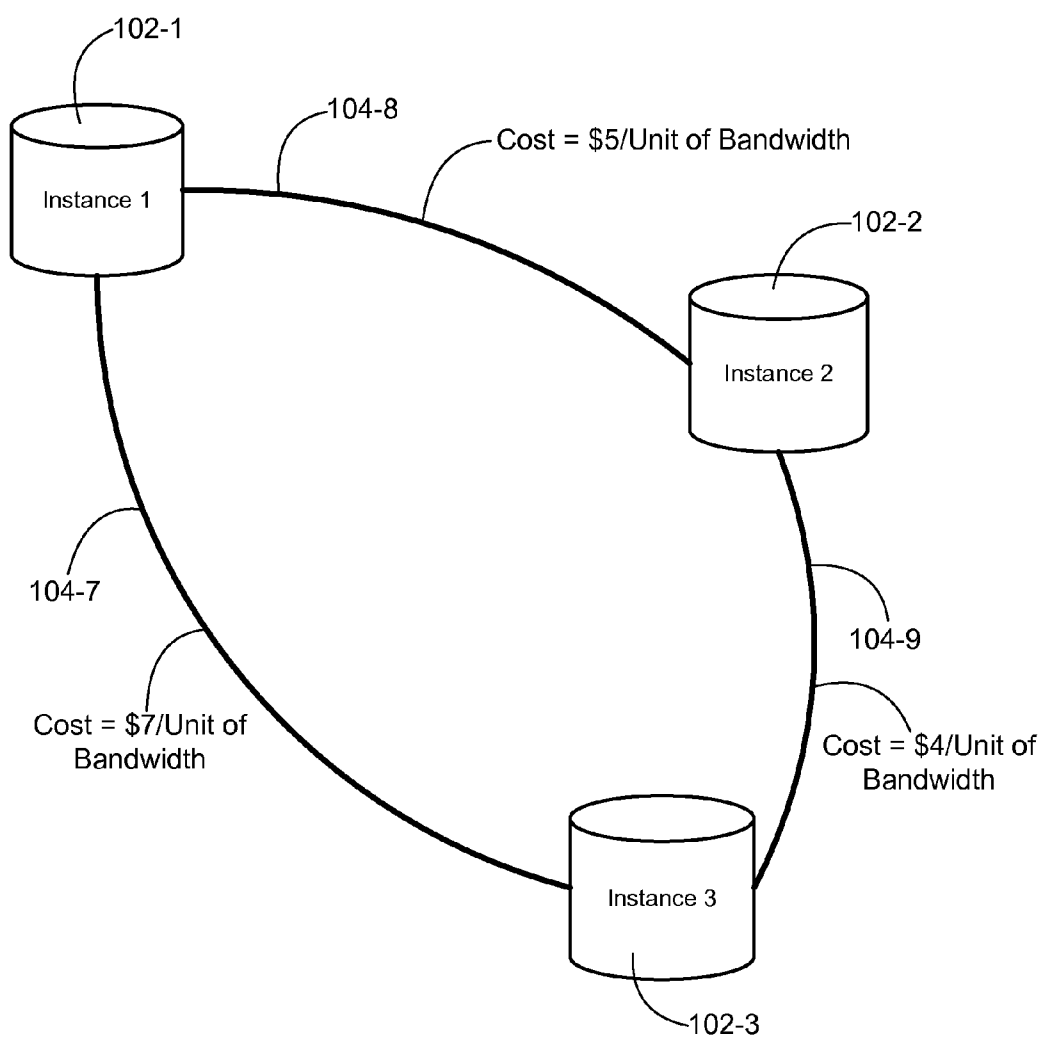 102-1
104-8
Cost = $5/Unit of Bandwidth
Instance 1
102-2
Instance 2
104-7
104-9
Cost = $7/Unit of
Bandwidth
Cost = $4/Unit of
Bandwidth
Instance 3
102-3